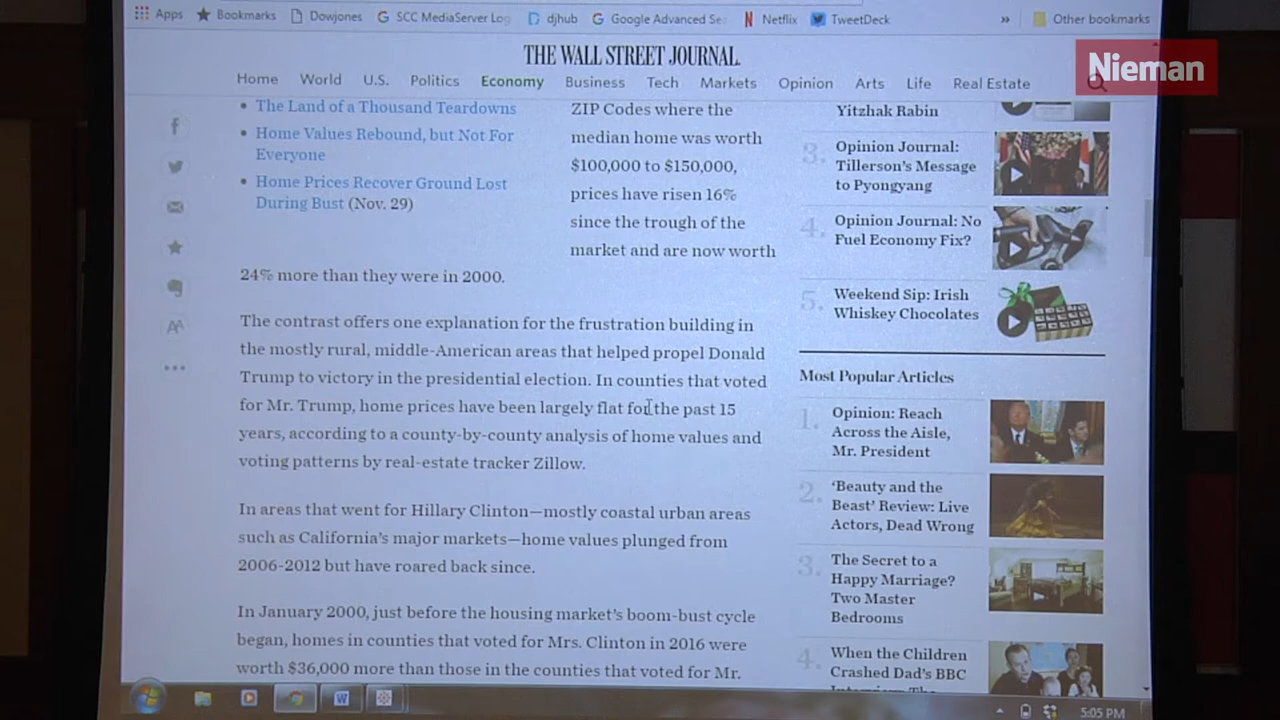 Apps
Bookmarks
Dowjones
SCC MediaServer Log
djhub
Google Advanced Se
Netflix
TweetDeck
»
Other bookmarks
THE WALL STREET JOURNAL.
Nieman
Home
World
U.S.
Politics
Economy
Business
Tech
Markets
Opinion
Arts
Life
Real Estate
The Land of a Thousand Teardowns
Home Values Rebound, but Not For
Everyone
Home Prices Recover Ground Lost
During Bust (Nov. 29)
ZIP Codes where the
median home was worth
$100,000 to $150,000,
prices have risen 16%
since the trough of the
market and are now worth
24% more than they were in 2000.
The contrast offers one explanation for the frustration building in
the mostly rural, middle-American areas that helped propel Donald
Trump to victory in the presidential election. In counties that voted
for Mr. Trump, home prices have been largely flat for the past 15
years, according to a county-by-county analysis of home values and
voting patterns by real-estate tracker Zillow.
In areas that went for Hillary Clinton—mostly coastal urban areas
such as California's major markets—home values plunged from
2006-2012 but have roared back since.
In January 2000, just before the housing market's boom-bust cycle
began, homes in counties that voted for Mrs. Clinton in 2016 were
worth $36,000 more than those in the counties that voted for Mr.
Yitzhak Rabin
3. Opinion Journal:
Tillerson's Message
to Pyongyang
4. Opinion Journal: No
Fuel Economy Fix?
5. Weekend Sip: Irish
Whiskey Chocolates
Most Popular Articles
1. Opinion: Reach
Across the Aisle,
Mr. President
2. 'Beauty and the
Beast' Review: Live
Actors, Dead Wrong
3. The Secret to a
Happy Marriage?
Two Master
Bedrooms
4. When the Children
Crashed Dad's BBC
5:05 PM